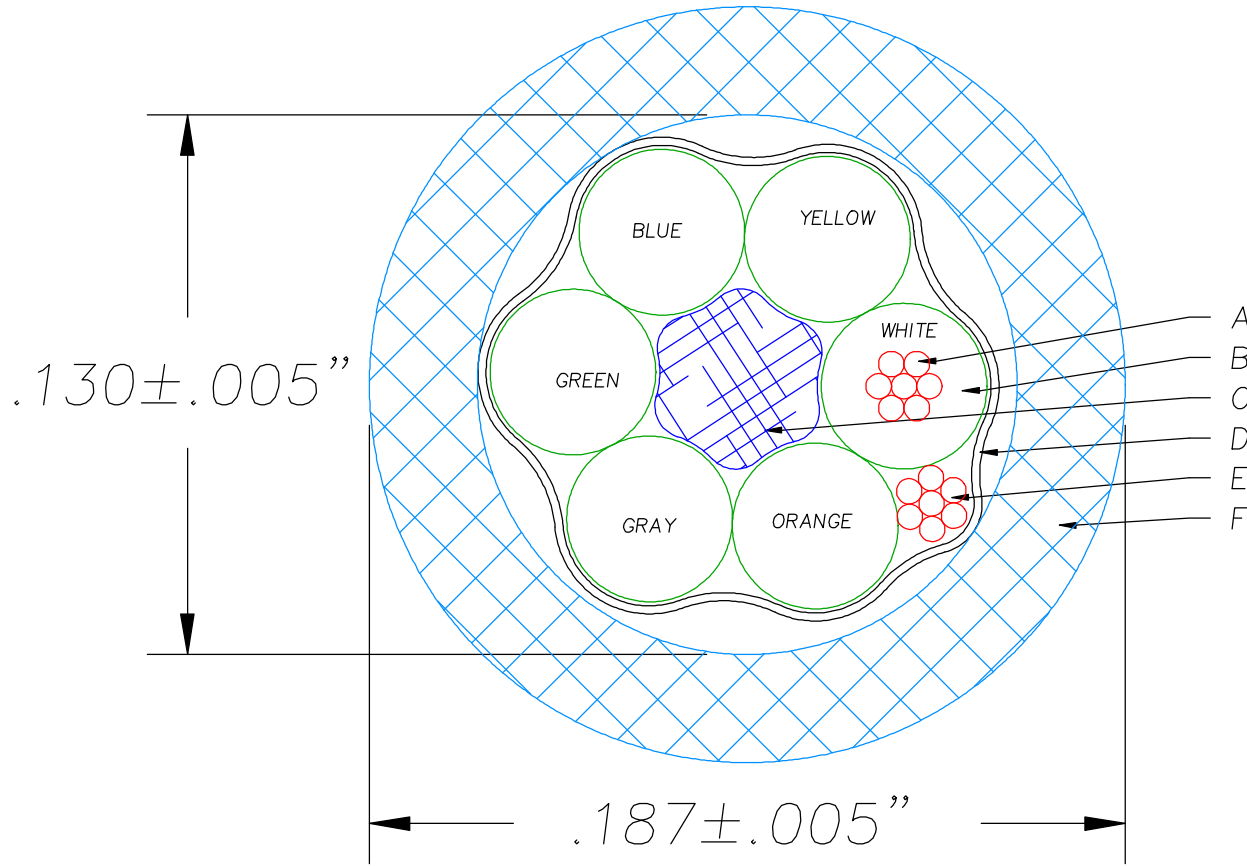 BLUE
YELLOW
WHITE
A
B
.130±.005”
GREEN
C
D
E
GRAY
ORANGE
F
.187±.005”